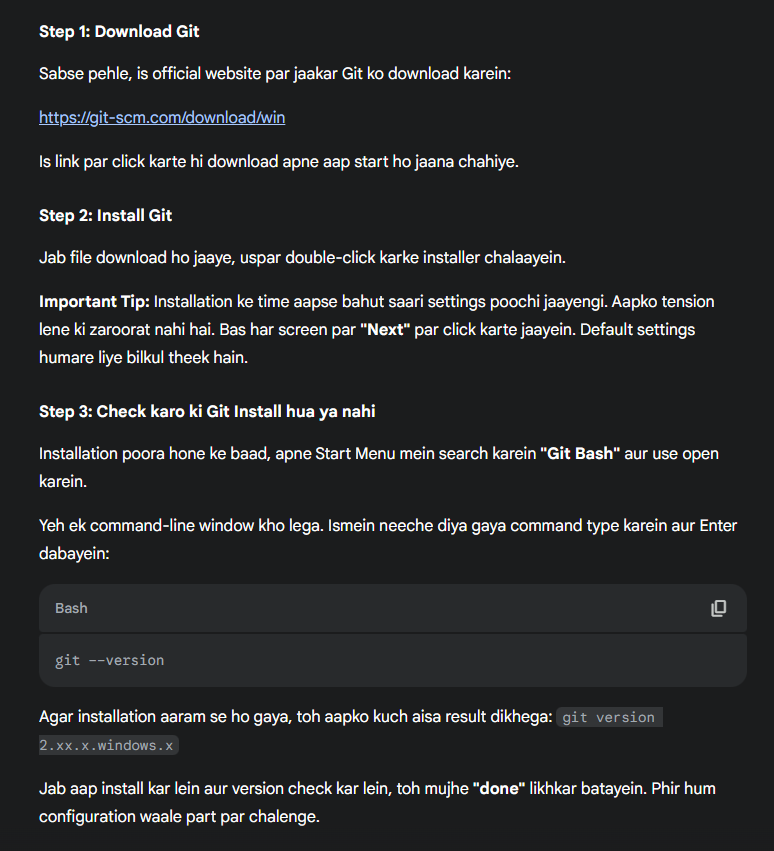 Step 1: Download Git
Sabse pehle, is official website par jaakar Git ko download karein:
https://git-scm.com/download/win
Is link par click karte hi download apne aap start ho jaana chahiye.
Step 2: Install Git
Jab file download ho jaaye, uspar double-click karke installer chalaayein.
Important Tip: Installation ke time aapse bahut saari settings poochi jaayengi. Aapko tension
lene ki zaroorat nahi hai. Bas har screen par "Next" par click karte jaayein. Default settings
humare liye bilkul theek hain.
Step 3: Check karo ki Git Install hua ya nahi
Installation poora hone ke baad, apne Start Menu mein search karein "Git Bash" aur use open
karein.
Yeh ek command-line window kho lega. Ismein neeche diya gaya command type karein aur Enter
dabayein:
Bash
git --version
Agar installation aaram se ho gaya, toh aapko kuch aisa result dikhega: git version
2.xx.x.windows.x
Jab aap install kar lein aur version check kar lein, toh mujhe "done" likhkar batayein. Phir hum
configuration waale part par chalenge.